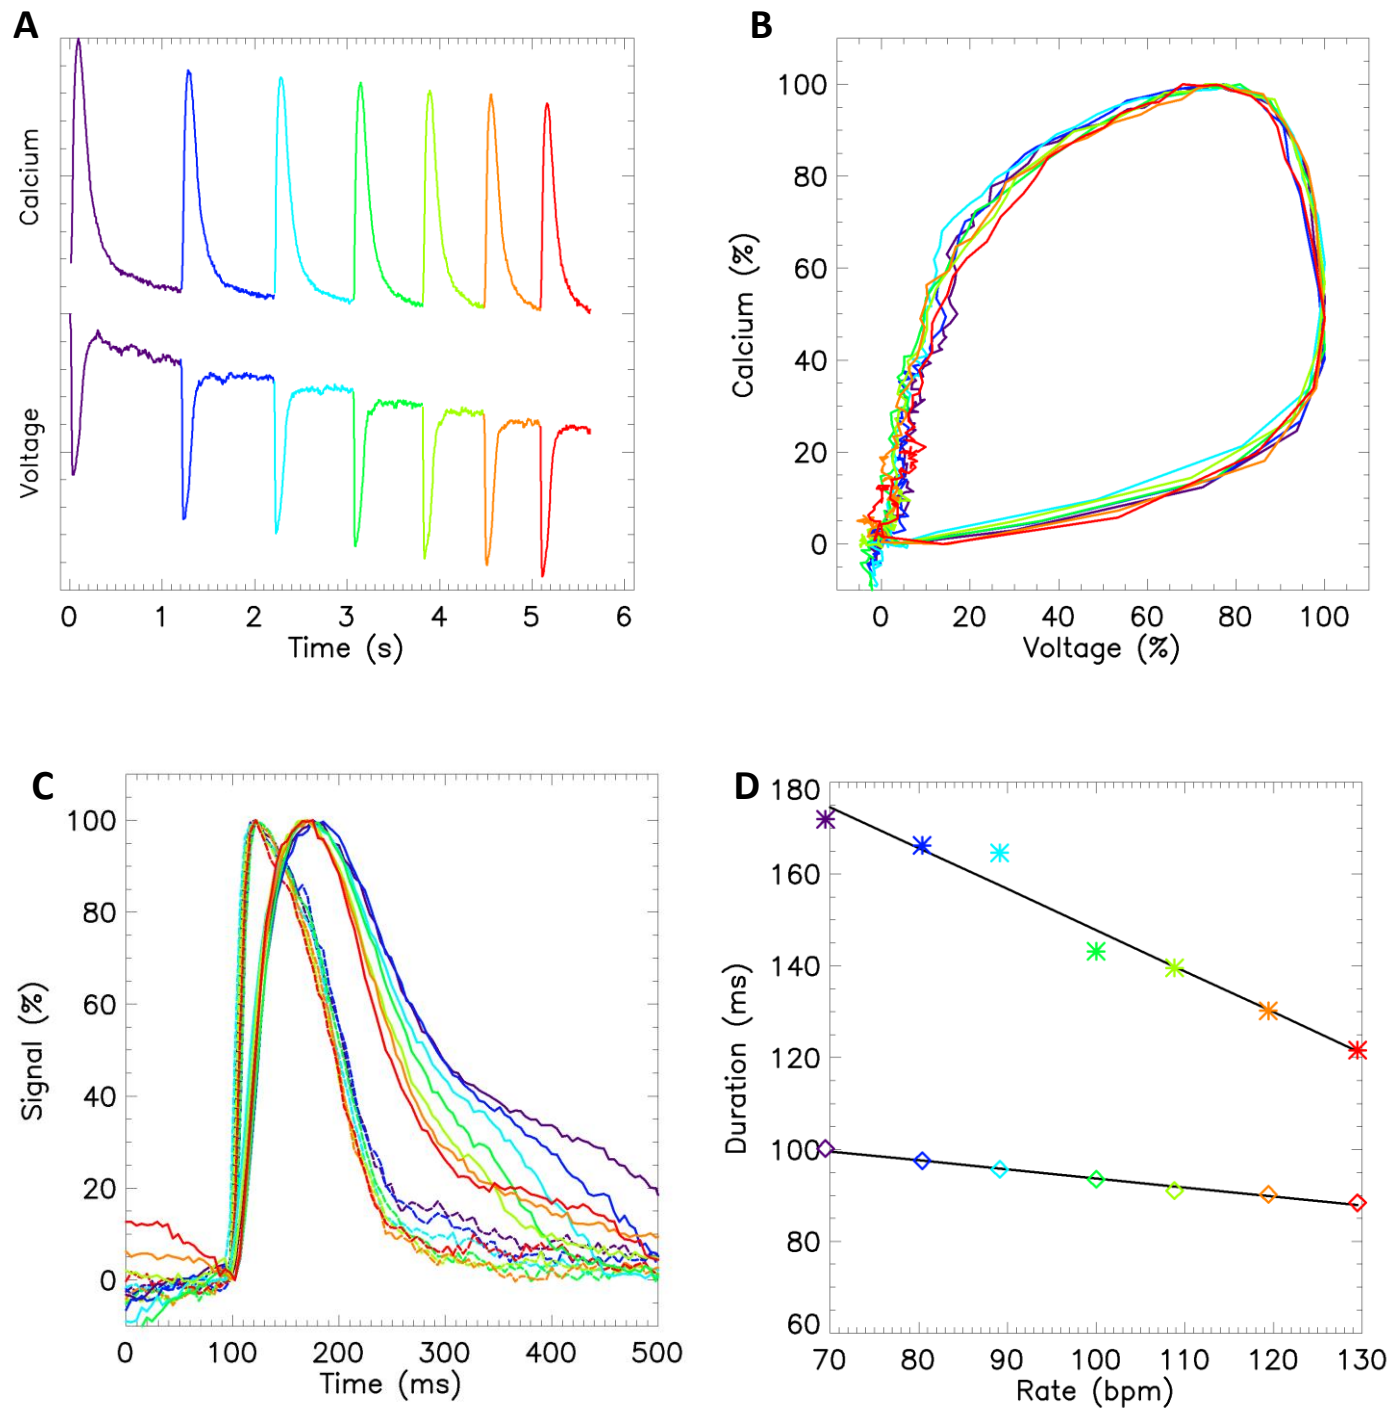 A
Calcium
Voltage
0 1 2 3 4 5 6
Time (s)
B
100
80
60
40
20
0
Calcium (%)
0 20 40 60 80 100
Voltage (%)
C
100
80
60
40
20
0
Signal (%)
0 100 200 300 400 500
Time (ms)
D
180
160
140
120
100
80
60
Duration (ms)
70 80 90 100 110 120 130
Rate (bpm)